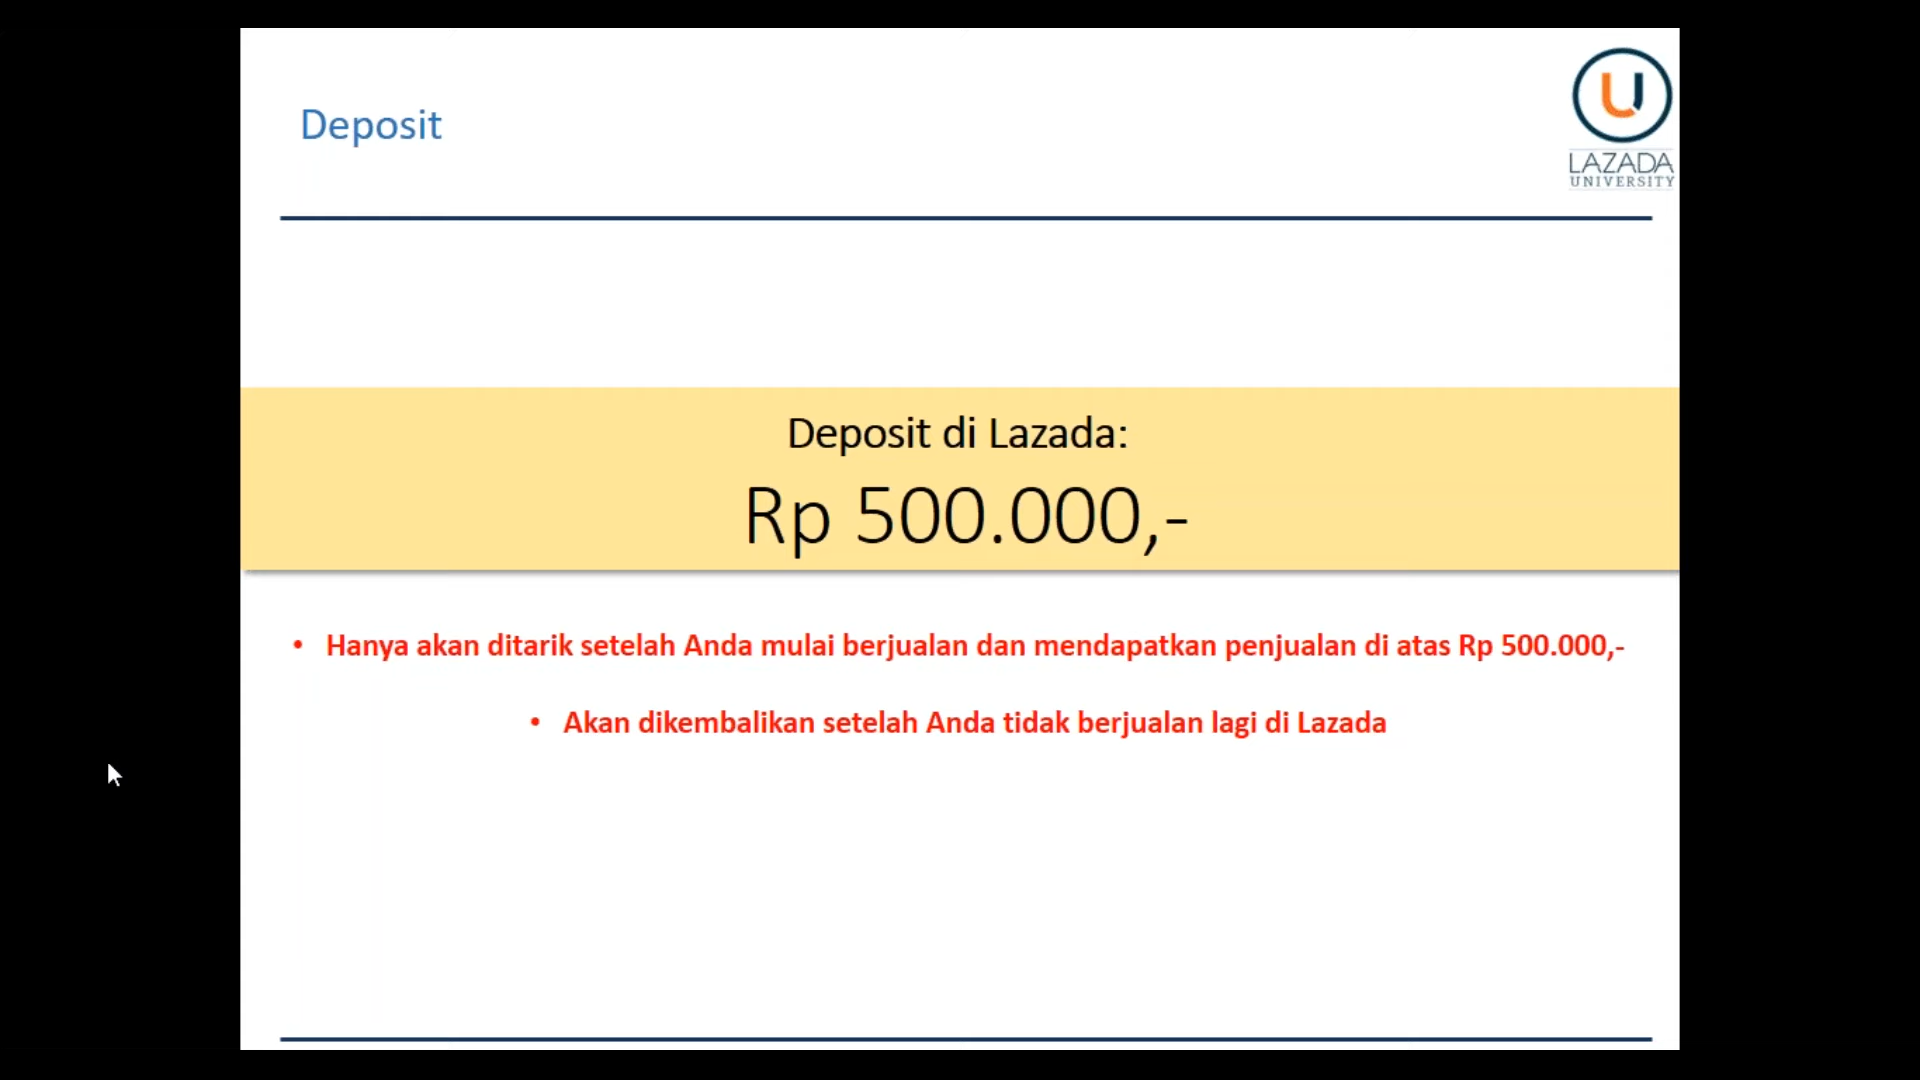 Deposit
LAZADA
UNIVERSITY
Deposit di Lazada:
Rp 500.000,-
• Hanya akan ditarik setelah Anda mulai berjualan dan mendapatkan penjualan di atas Rp 500.000,-
• Akan dikembalikan setelah Anda tidak berjualan lagi di Lazada